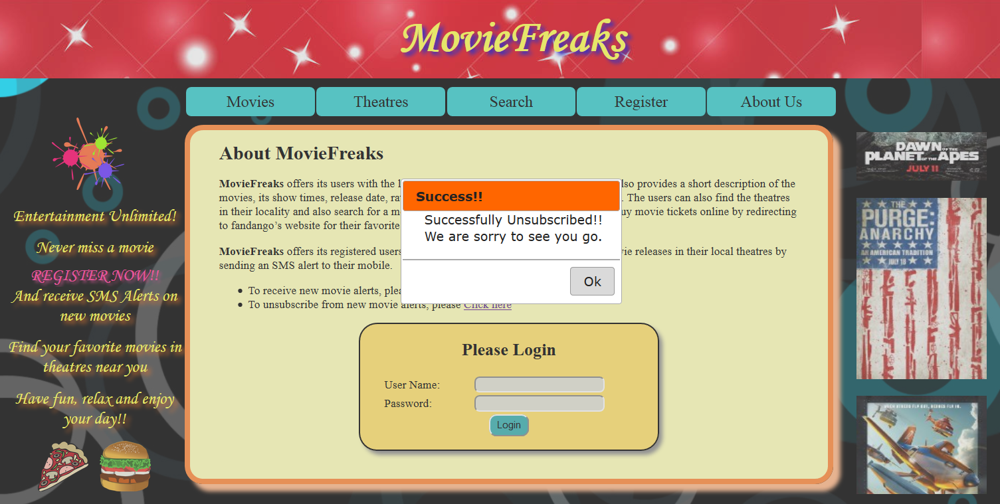 MovieFreaks
Movies Theatres Search Register About Us
Entertainment Unlimited!
Never miss a movie
REGISTER NOW!!
And receive SMS Alerts on
new movies
Find your favorite movies in
theatres near you
Have fun, relax and enjoy
your day!!
About MovieFreaks
MovieFreaks offers its users with the lso provides a short description of the
movies, its show times, release date, ra . The users can also find the theatres
in their locality and also search for a m uy movie tickets online by redirecting
to fandango’s website for their favorite
MovieFreaks offers its registered users vie releases in their local theatres by
sending an SMS alert to their mobile.
To receive new movie alerts, plea
To unsubscribe from new movie alerts, please Click here
Success!!
Successfully Unsubscribed!!
We are sorry to see you go.
Ok
Please Login
User Name:
Password:
Login
DAWN OF THE
PLANET OF THE APES
JULY 11
THE
PURGE:
ANARCHY
AN AMERICAN TRADITION
JULY 18